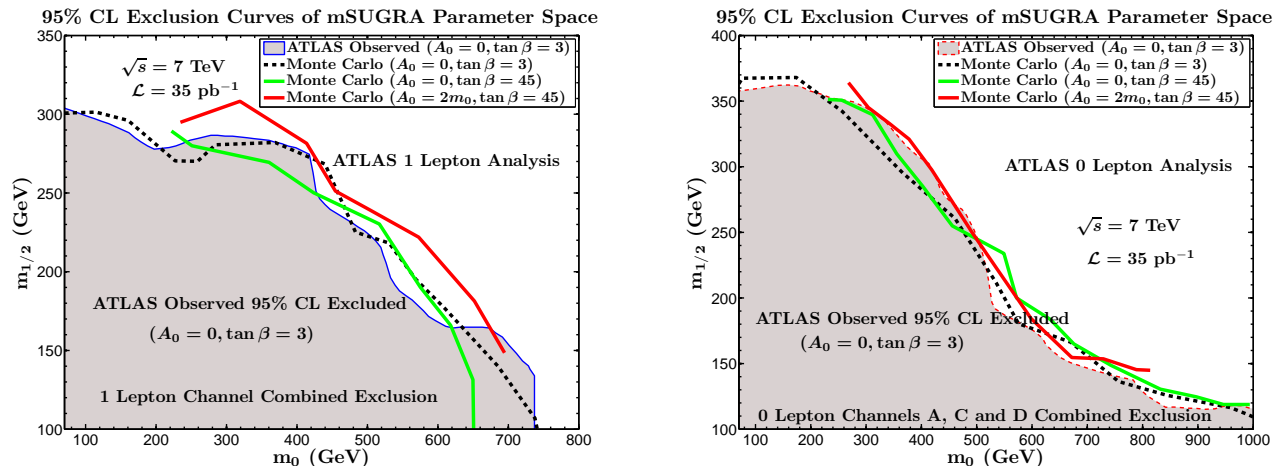 95% CL Exclusion Curves of mSUGRA Parameter Space
350
300
250
200
150
100
m₁/₂ (GeV)
ATLAS Observed (A₀ = 0, tan β = 3)
Monte Carlo (A₀ = 0, tan β = 3)
Monte Carlo (A₀ = 0, tan β = 45)
Monte Carlo (A₀ = 2m₀, tan β = 45)
√s = 7 TeV
ℒ = 35 pb⁻¹
ATLAS 1 Lepton Analysis
ATLAS Observed 95% CL Excluded
(A₀ = 0, tan β = 3)
1 Lepton Channel Combined Exclusion
100 200 300 400 500 600 700 800
m₀ (GeV)
95% CL Exclusion Curves of mSUGRA Parameter Space
400
350
300
250
200
150
100
m₁/₂ (GeV)
ATLAS Observed (A₀ = 0, tan β = 3)
Monte Carlo (A₀ = 0, tan β = 3)
Monte Carlo (A₀ = 0, tan β = 45)
Monte Carlo (A₀ = 2m₀, tan β = 45)
ATLAS 0 Lepton Analysis
√s = 7 TeV
ℒ = 35 pb⁻¹
ATLAS Observed 95% CL Excluded
(A₀ = 0, tan β = 3)
0 Lepton Channels A, C and D Combined Exclusion
100 200 300 400 500 600 700 800 900 1000
m₀ (GeV)